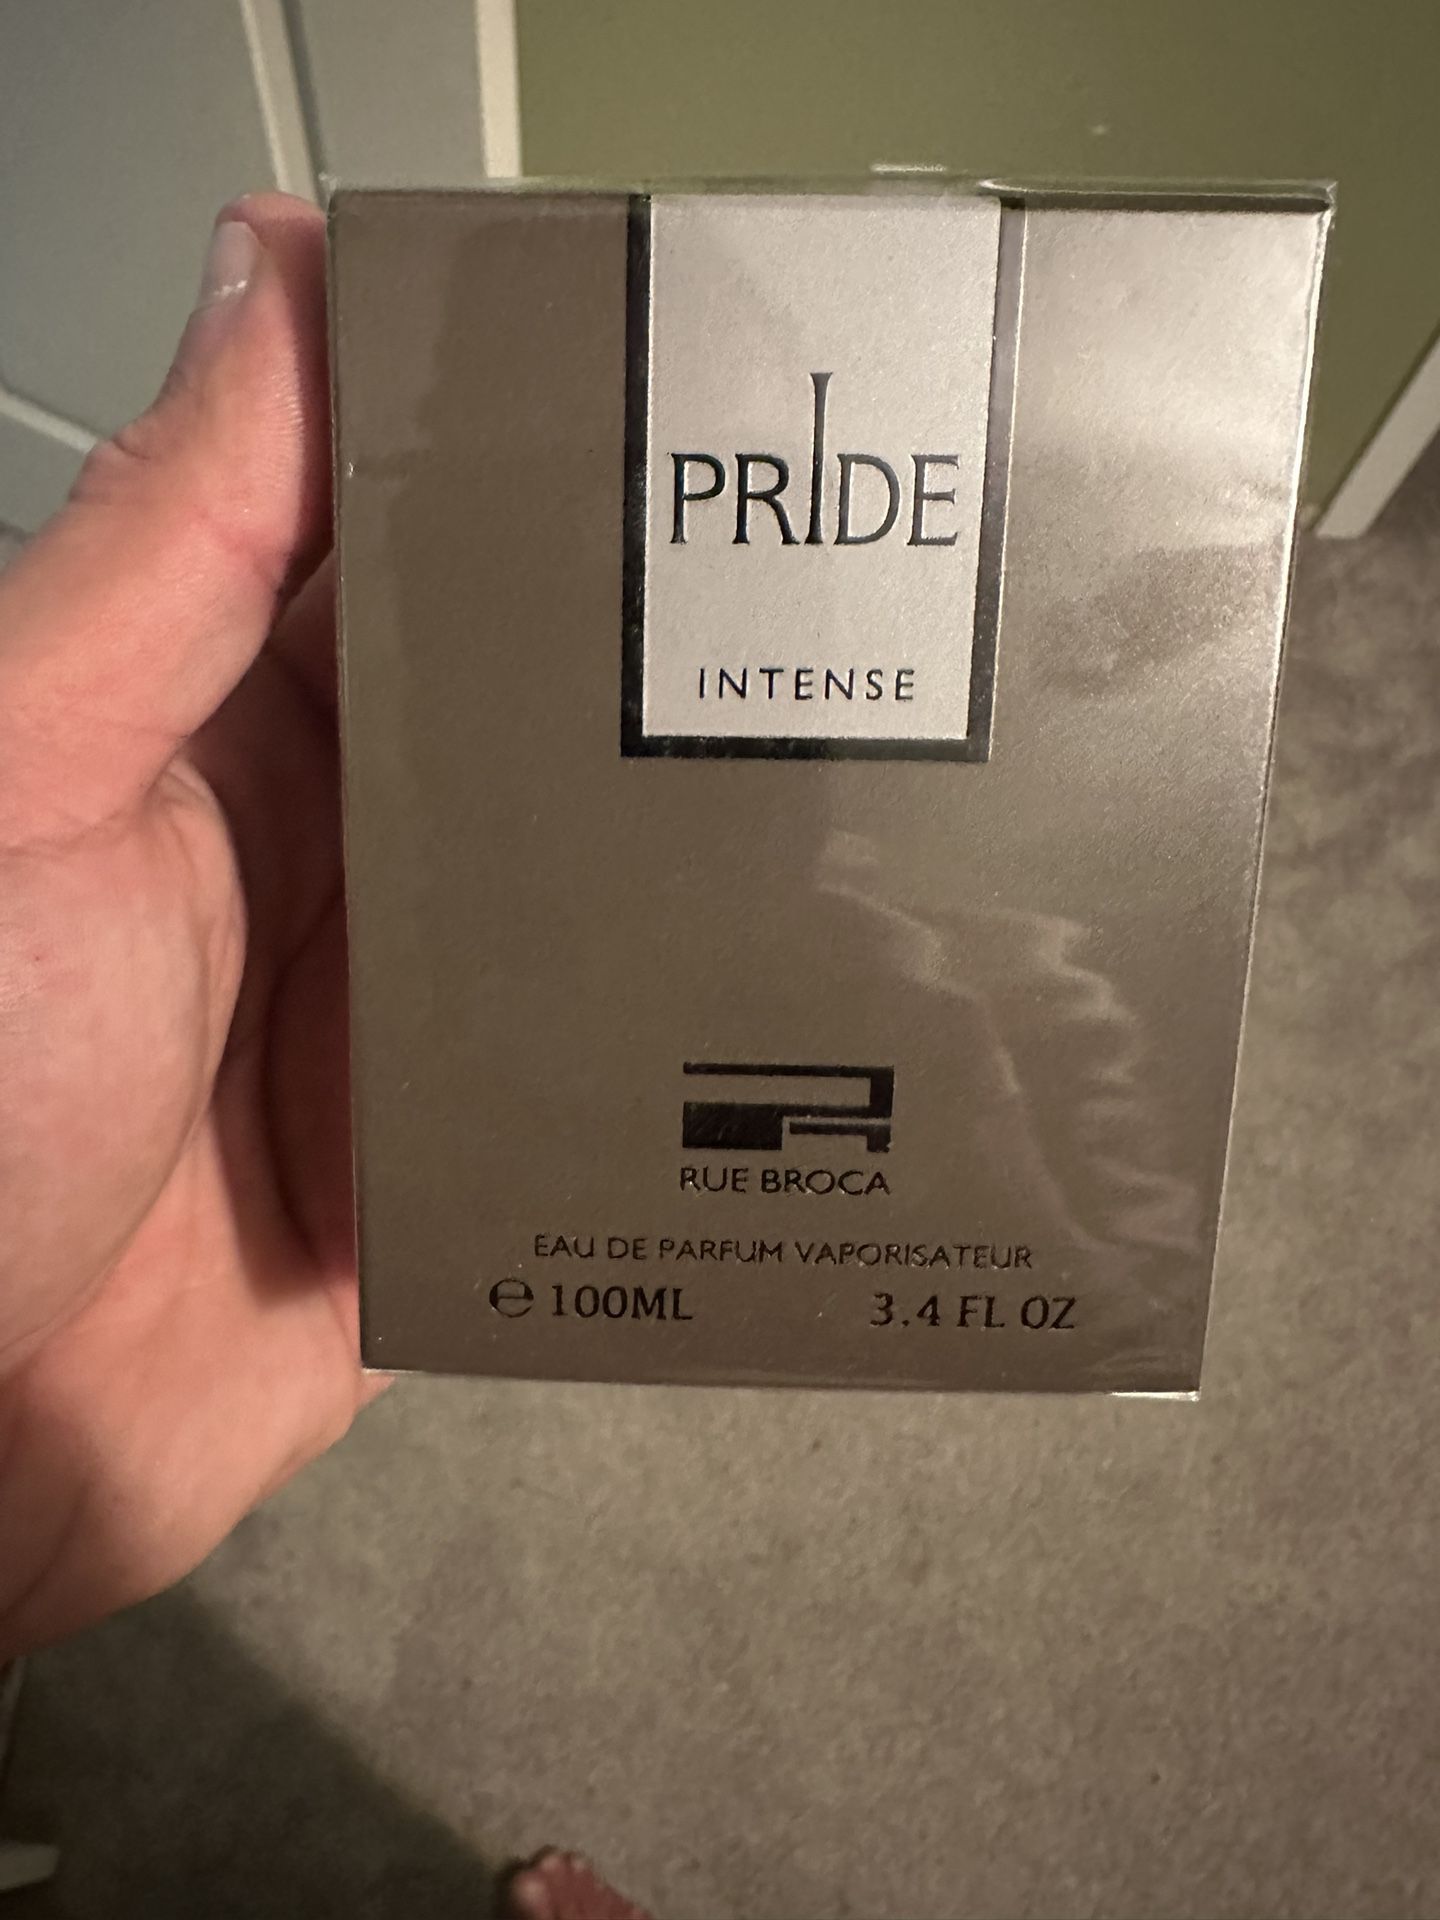 PRIDE
INTENSE
RUE BROCA
EAU DE PARFUM VAPORISATEUR
℮ 100ML 3.4 FL OZ